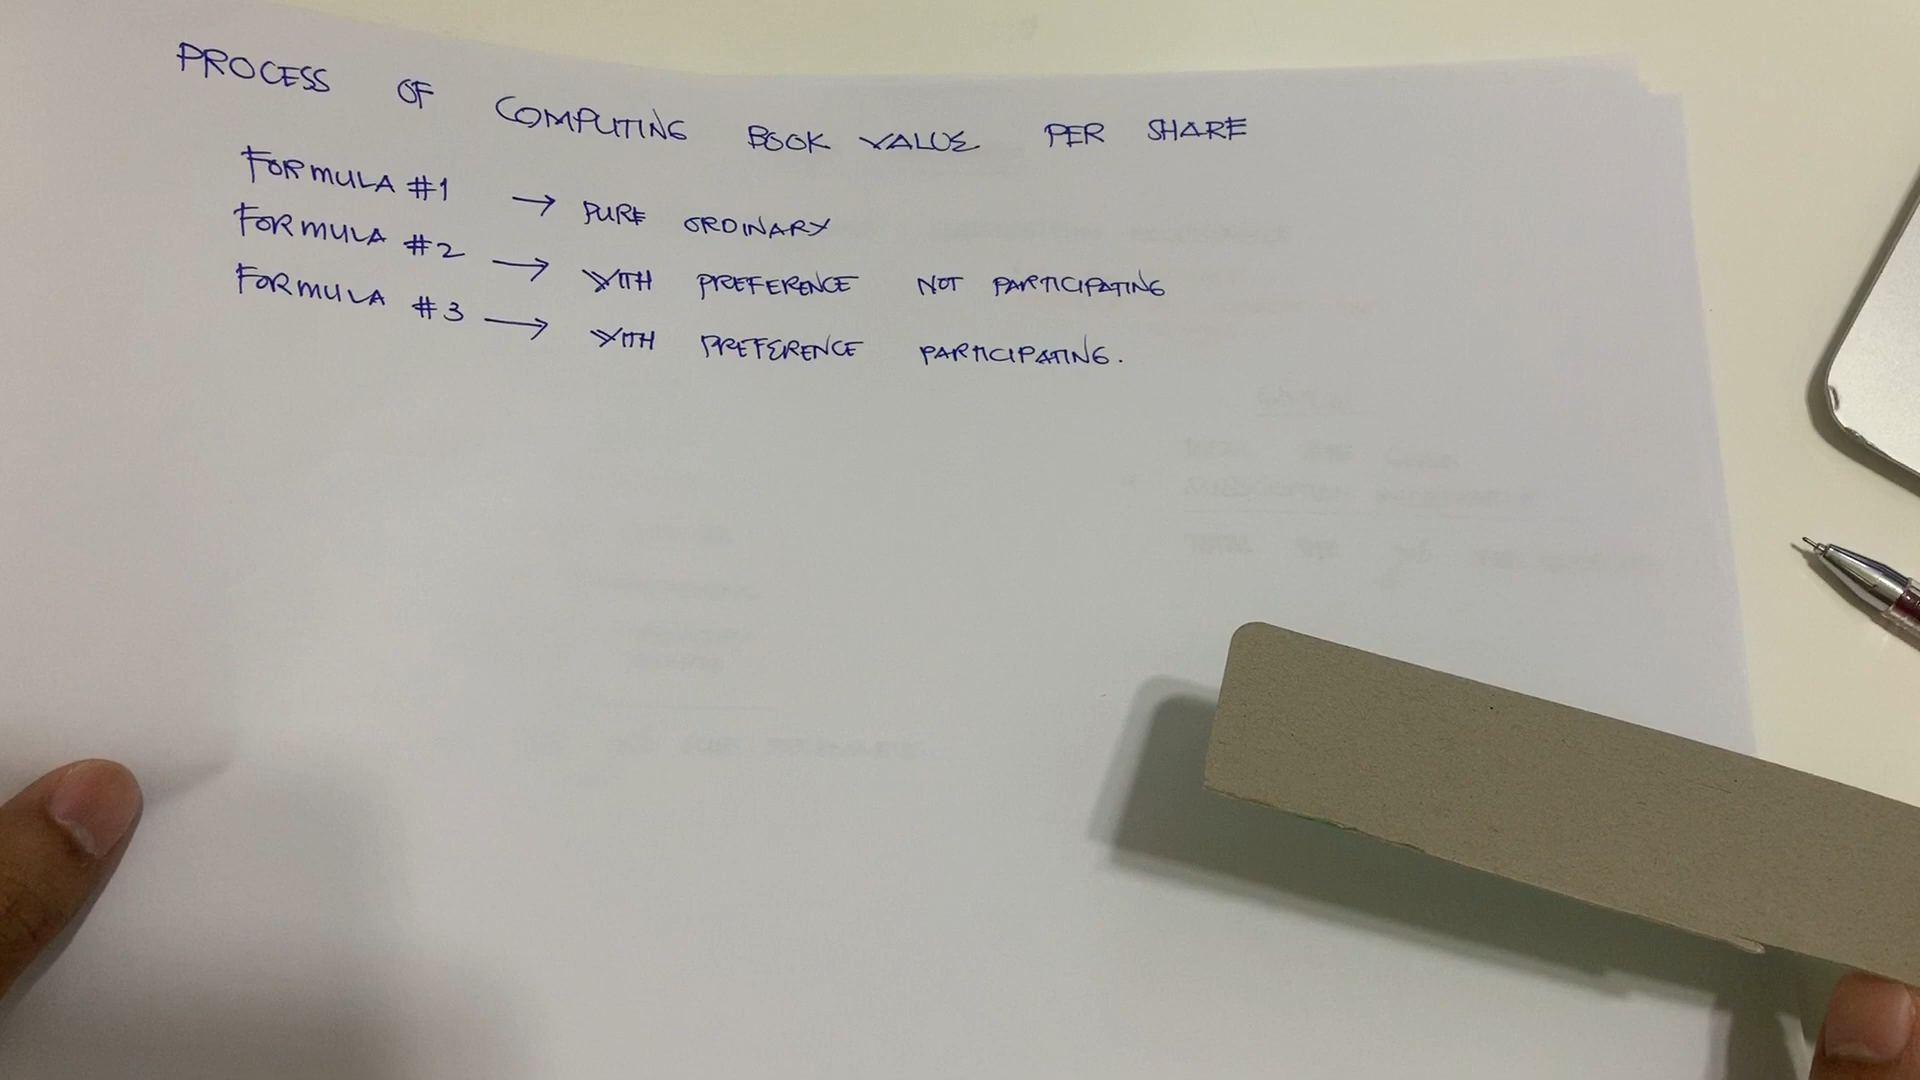 PROCESS OF COMPUTING BOOK VALUE PER SHARE
FORMULA #1 → PURE ORDINARY
FORMULA #2 → WITH PREFERENCE NOT PARTICIPATING
FORMULA #3 → WITH PREFERENCE PARTICIPATING.